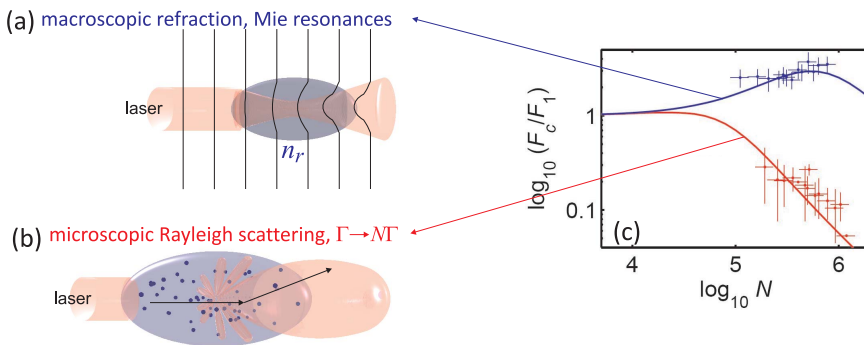 (a) macroscopic refraction, Mie resonances
laser
n_r
(b) microscopic Rayleigh scattering, Γ→NΓ
laser
log₁₀ (F_c/F₁)
1
0.1
(c)
4
5
6
log₁₀ N